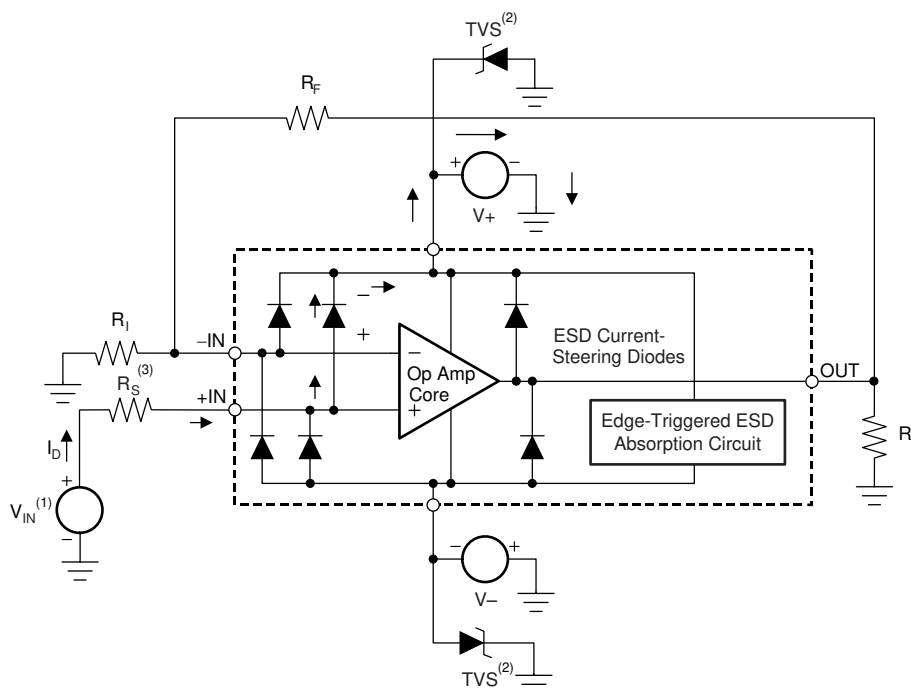 TVS(2)
RF
+ −
V+
RI
−IN
−
+
−
Op Amp
Core
+
ESD Current-
Steering Diodes
OUT
RS(3)
+IN
Edge-Triggered ESD
Absorption Circuit
R
ID
+
VIN(1)
−
− +
V−
TVS(2)